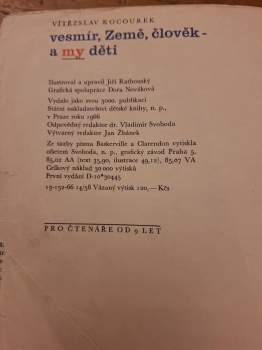 VÍTĚZSLAV KOCOUREK
vesmír, Země, člověk -
a my děti
Ilustroval a upravil Jiří Rathouský
Grafická spolupráce Dora Nováková
Vydalo jako svou 3000. publikaci
Státní nakladatelství dětské knihy, n. p.,
v Praze roku 1966
Odpovědný redaktor dr. Vladimír Svoboda
Výtvarný redaktor Jan Žbánek
Ze sazby písma Baskerville a Clarendon vytiskla
ofsetem Svoboda, n. p., grafický závod Praha 5.
85,02 AA (text 35,90, ilustrace 49,12), 85,07 VA
Celkový náklad 30 000 výtisků
První vydání D-10*30445
13-152-66 14/58 Vázaný výtisk 120,— Kčs
PRO ČTENÁŘE OD 9 LET